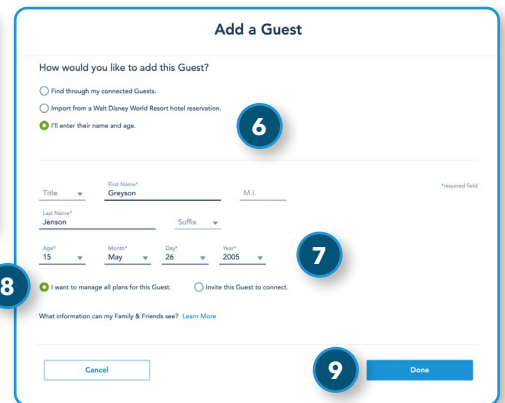 Add a Guest
How would you like to add this Guest?
Find through my connected Guests.
Import from a Walt Disney World Resort hotel reservation.
I'll enter their name and age.
6
*required field
Title
First Name*
Greyson
M.I.
Last Name*
Jenson
Suffix
Age*
15
Month*
May
Day*
26
Year*
2005
7
8
I want to manage all plans for this Guest.
Invite this Guest to connect.
What information can my Family & Friends see? Learn More
Cancel
9
Done